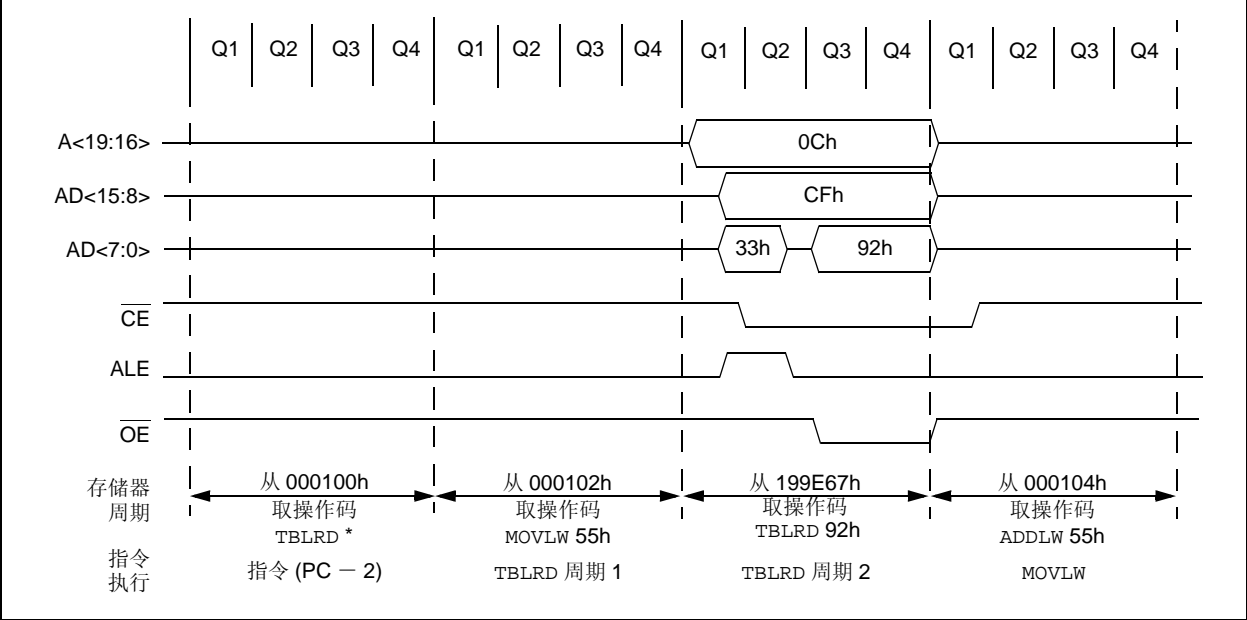 Q1 Q2 Q3 Q4 Q1 Q2 Q3 Q4 Q1 Q2 Q3 Q4 Q1 Q2 Q3 Q4
A<19:16> 0Ch
AD<15:8> CFh
AD<7:0> 33h 92h
CE
ALE
OE
存储器 周期
从 000100h 取操作码 TBLRD *
从 000102h 取操作码 MOVLW 55h
从 199E67h 取操作码 TBLRD 92h
从 000104h 取操作码 ADDLW 55h
指令 执行
指令 (PC － 2)
TBLRD 周期 1
TBLRD 周期 2
MOVLW